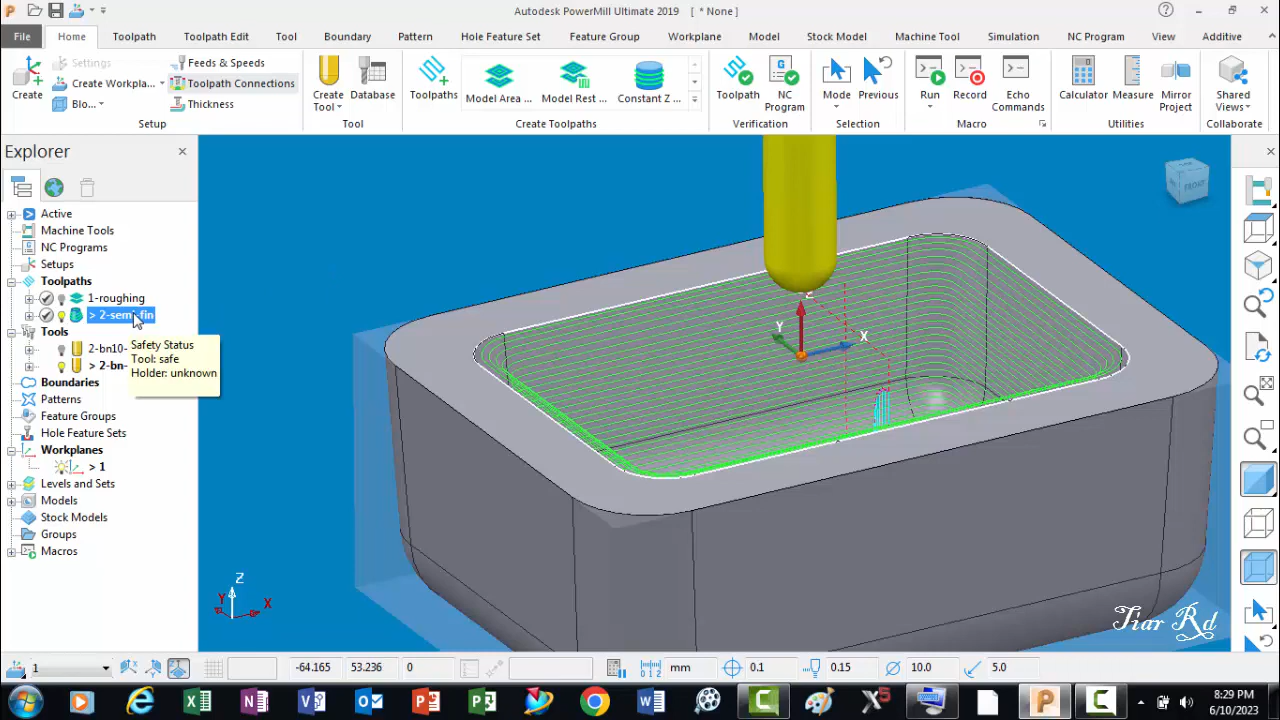 Autodesk PowerMill Ultimate 2019 [ * None ]
File Home Toolpath Toolpath Edit Tool Boundary Pattern Hole Feature Set Feature Group Workplane Model Stock Model Machine Tool Simulation NC Program View Additive
Create
Settings
Create Workpla...
Bloc...
Feeds & Speeds
Toolpath Connections
Thickness
Setup
Create Tool
Database
Tool
Toolpaths
Model Area ...
Model Rest ...
Constant Z ...
Create Toolpaths
Toolpath
NC Program
Verification
Mode
Previous
Selection
Run
Record
Echo Commands
Macro
Calculator
Measure
Mirror Project
Utilities
Shared Views
Collaborate
Explorer
Active
Machine Tools
NC Programs
Setups
Toolpaths
1-roughing
> 2-semi-fin
Tools
2-bn10-
> 2-bn-
Boundaries
Patterns
Feature Groups
Hole Feature Sets
Workplanes
> 1
Levels and Sets
Models
Stock Models
Groups
Macros
Safety Status
Tool: safe
Holder: unknown
FRONT
Z
Y
X
Z
Y
X
Tiar Rd
1 -64.165 53.236 0 mm 0.1 0.15 10.0 5.0
8:29 PM
6/10/2023